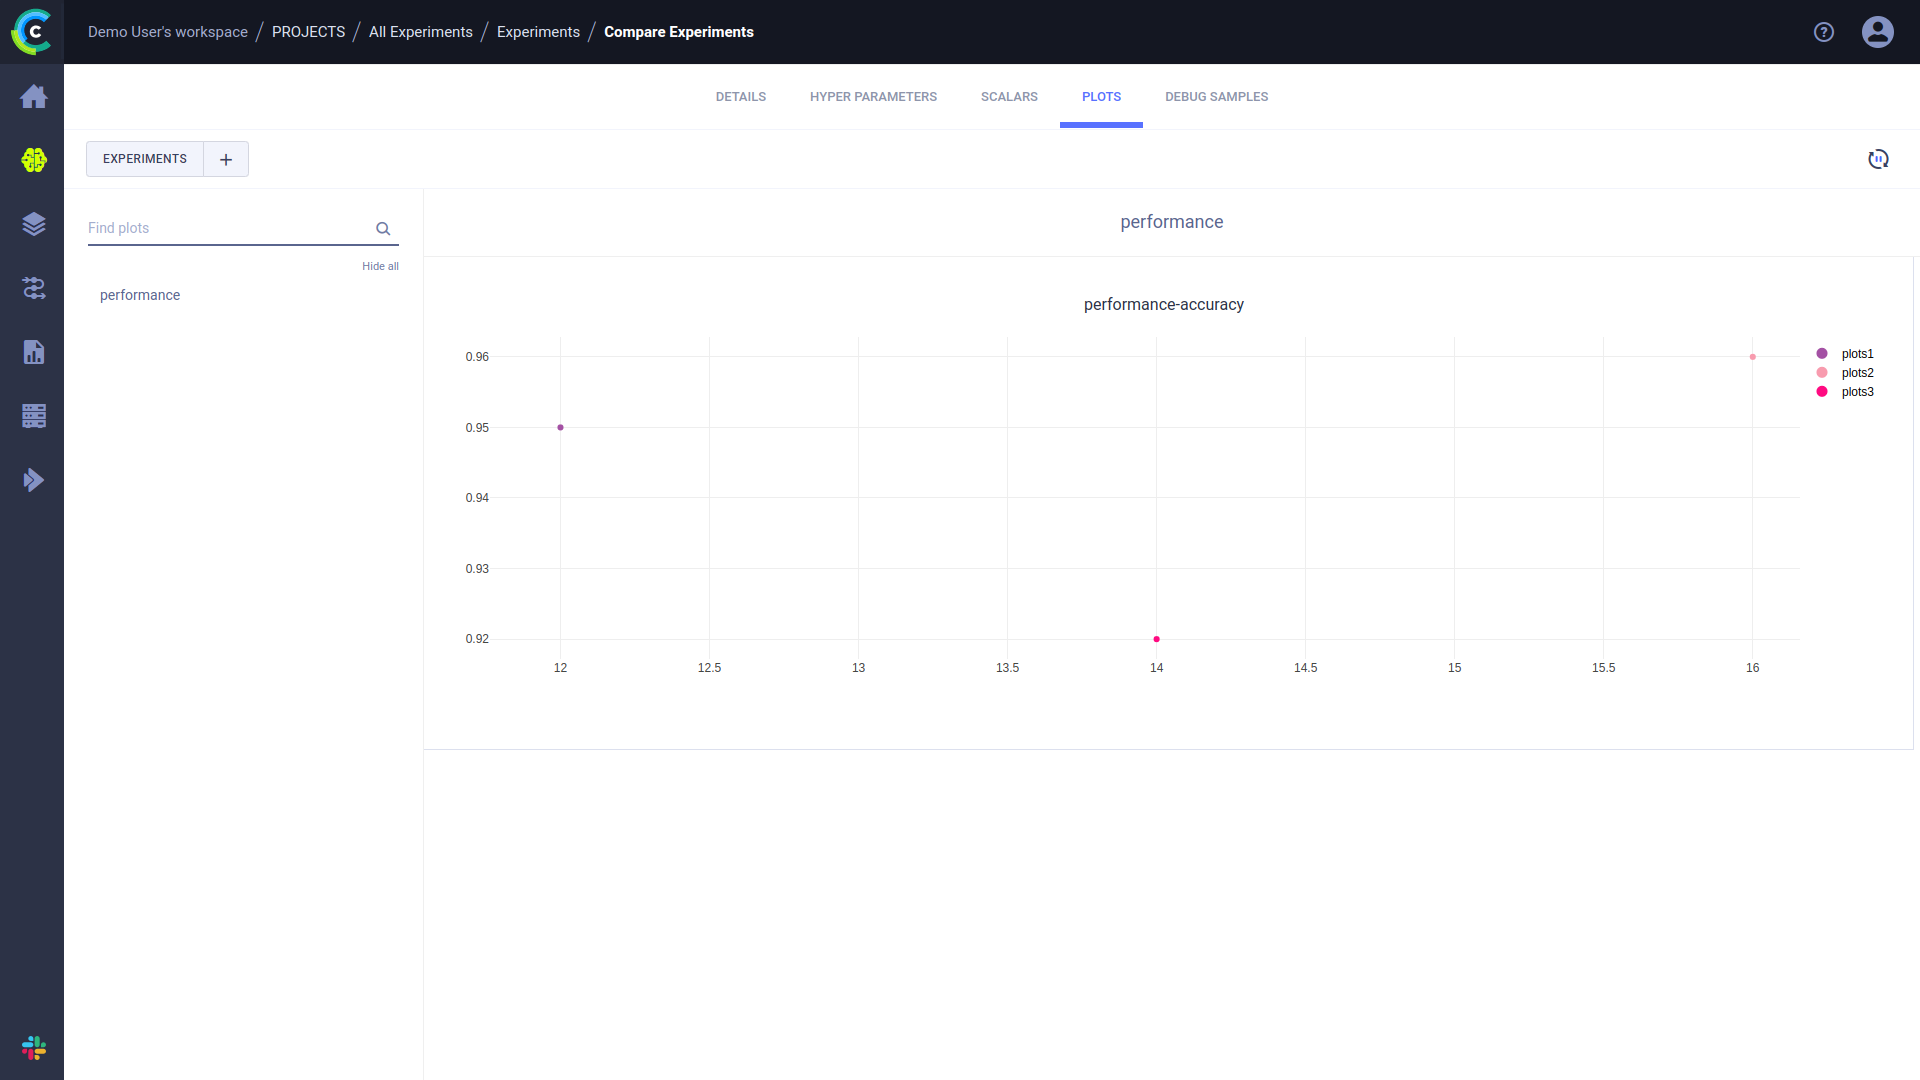 Demo User's workspace / PROJECTS / All Experiments / Experiments / Compare Experiments
DETAILS HYPER PARAMETERS SCALARS PLOTS DEBUG SAMPLES
EXPERIMENTS +
Find plots
Hide all
performance
performance
performance-accuracy
0.96
0.95
0.94
0.93
0.92
12 12.5 13 13.5 14 14.5 15 15.5 16
plots1
plots2
plots3